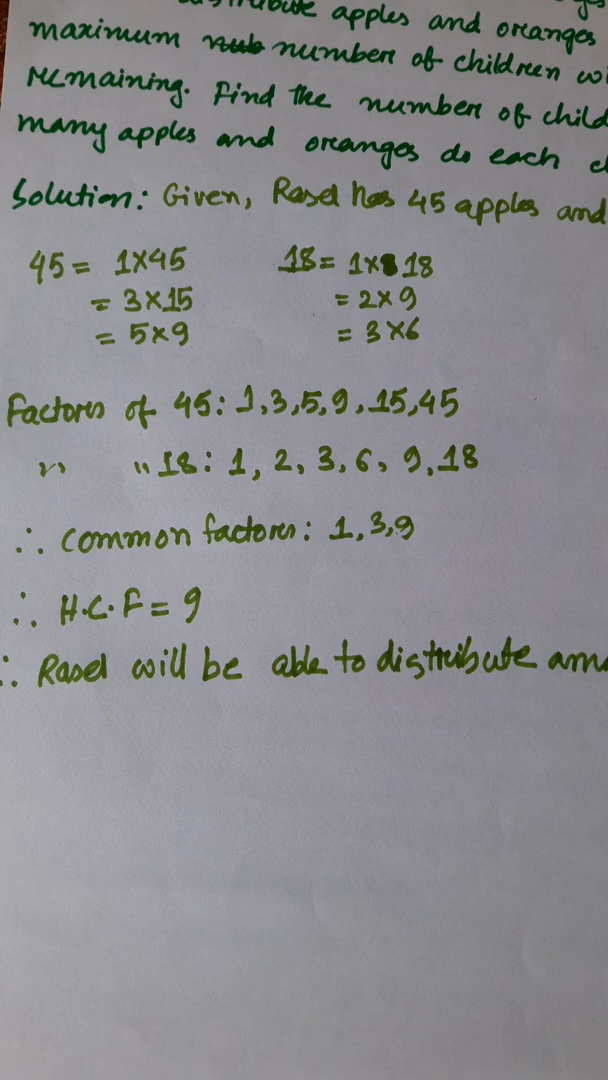 apples and oranges
maximum nub number of children
remaining. Find the number of child
many apples and oranges do each
Solution: Given, Rasel has 45 apples and
45 = 1×45 18 = 1×18
= 3×15 = 2×9
= 5×9 = 3×6
Factors of 45: 1,3,5,9,15,45
" " 18: 1, 2, 3, 6, 9, 18
∴ Common factors: 1,3,9
∴ H.C.F = 9
∴ Rasel will be able to distribute amo